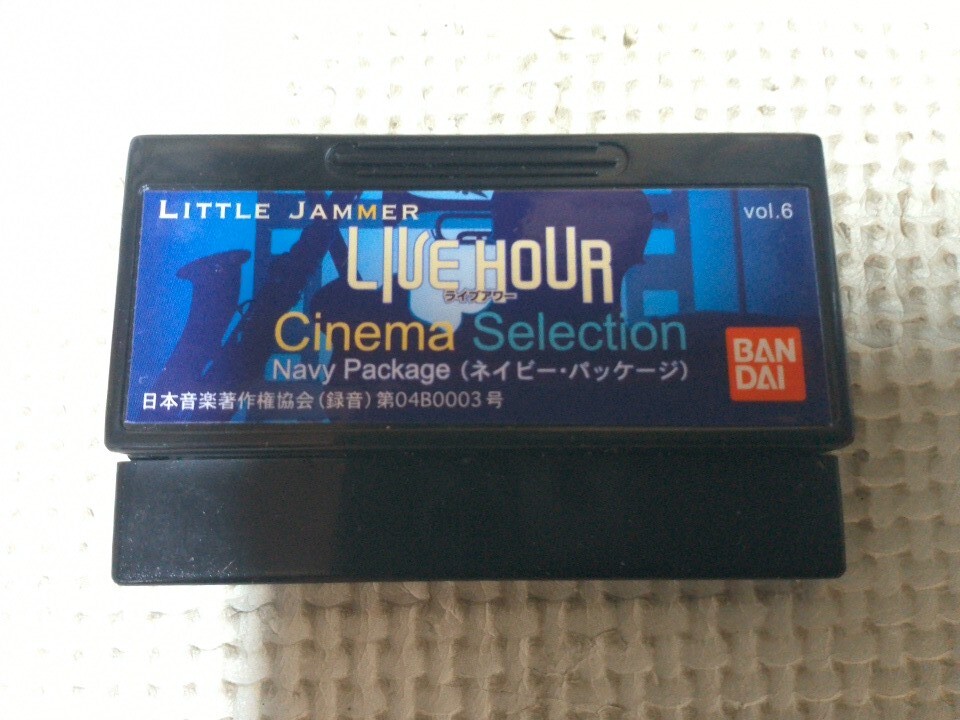 LITTLE JAMMER
vol.6
LIVE HOUR
ライブアワー
Cinema Selection
Navy Package (ネイビー・パッケージ)
BAN
DAI
日本音楽著作権協会(録音)第04B0003号